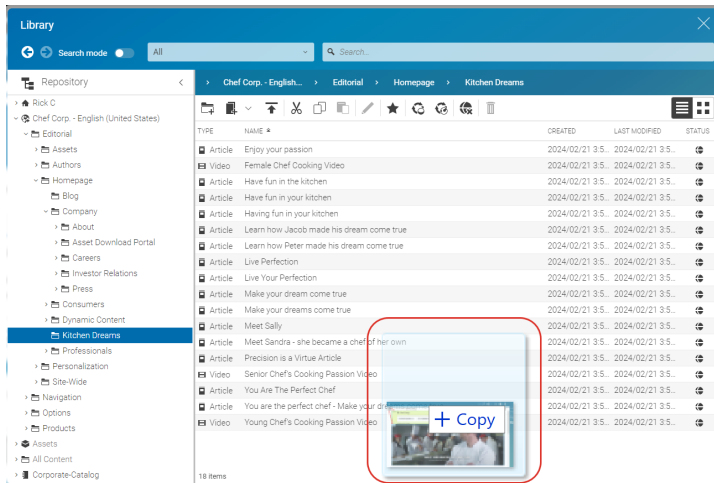 Library
Search mode
All
Search...
Repository
Chef Corp. - English...
Editorial
Homepage
Kitchen Dreams
Rick C
Chef Corp. - English (United States)
Editorial
Assets
Authors
Homepage
Blog
Company
About
Asset Download Portal
Careers
Investor Relations
Press
Consumers
Dynamic Content
Kitchen Dreams
Professionals
Personalization
Site-Wide
Navigation
Options
Products
Assets
All Content
Corporate-Catalog
TYPE NAME CREATED LAST MODIFIED STATUS
Article Enjoy your passion 2024/02/21 3:5... 2024/02/21 3:5...
Video Female Chef Cooking Video 2024/02/21 3:5... 2024/02/21 3:5...
Article Have fun in the kitchen 2024/02/21 3:5... 2024/02/21 3:5...
Article Have fun in your kitchen 2024/02/21 3:5... 2024/02/21 3:5...
Article Having fun in your kitchen 2024/02/21 3:5... 2024/02/21 3:5...
Article Learn how Jacob made his dream come true 2024/02/21 3:5... 2024/02/21 3:5...
Article Learn how Peter made his dream come true 2024/02/21 3:5... 2024/02/21 3:5...
Article Live Perfection 2024/02/21 3:5... 2024/02/21 3:5...
Article Live Your Perfection 2024/02/21 3:5... 2024/02/21 3:5...
Article Make your dream come true 2024/02/21 3:5... 2024/02/21 3:5...
Article Make your dreams come true 2024/02/21 3:5... 2024/02/21 3:5...
Article Meet Sally 2024/02/21 3:5... 2024/02/21 3:5...
Article Meet Sandra - she became a chef of her own 2024/02/21 3:5... 2024/02/21 3:5...
Article Precision is a Virtue Article 2024/02/21 3:5... 2024/02/21 3:5...
Video Senior Chef's Cooking Passion Video 2024/02/21 3:5... 2024/02/21 3:5...
Article You Are The Perfect Chef 2024/02/21 3:5... 2024/02/21 3:5...
Article You are the perfect chef - Make your 2024/02/21 3:5... 2024/02/21 3:5...
Video Young Chef's Cooking Passion Video 2024/02/21 3:5... 2024/02/21 3:5...
+ Copy
18 items